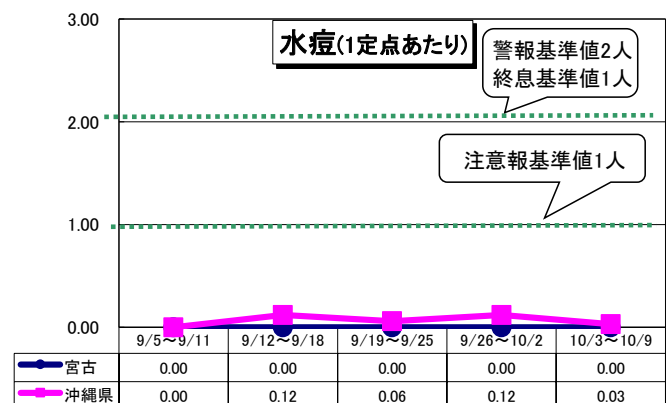 水痘(1定点あたり)
警報基準値2人
終息基準値1人
注意報基準値1人
3.00
2.00
1.00
0.00
9/5～9/11 9/12～9/18 9/19～9/25 9/26～10/2 10/3～10/9
宮古 0.00 0.00 0.00 0.00 0.00
沖縄県 0.00 0.12 0.06 0.12 0.03